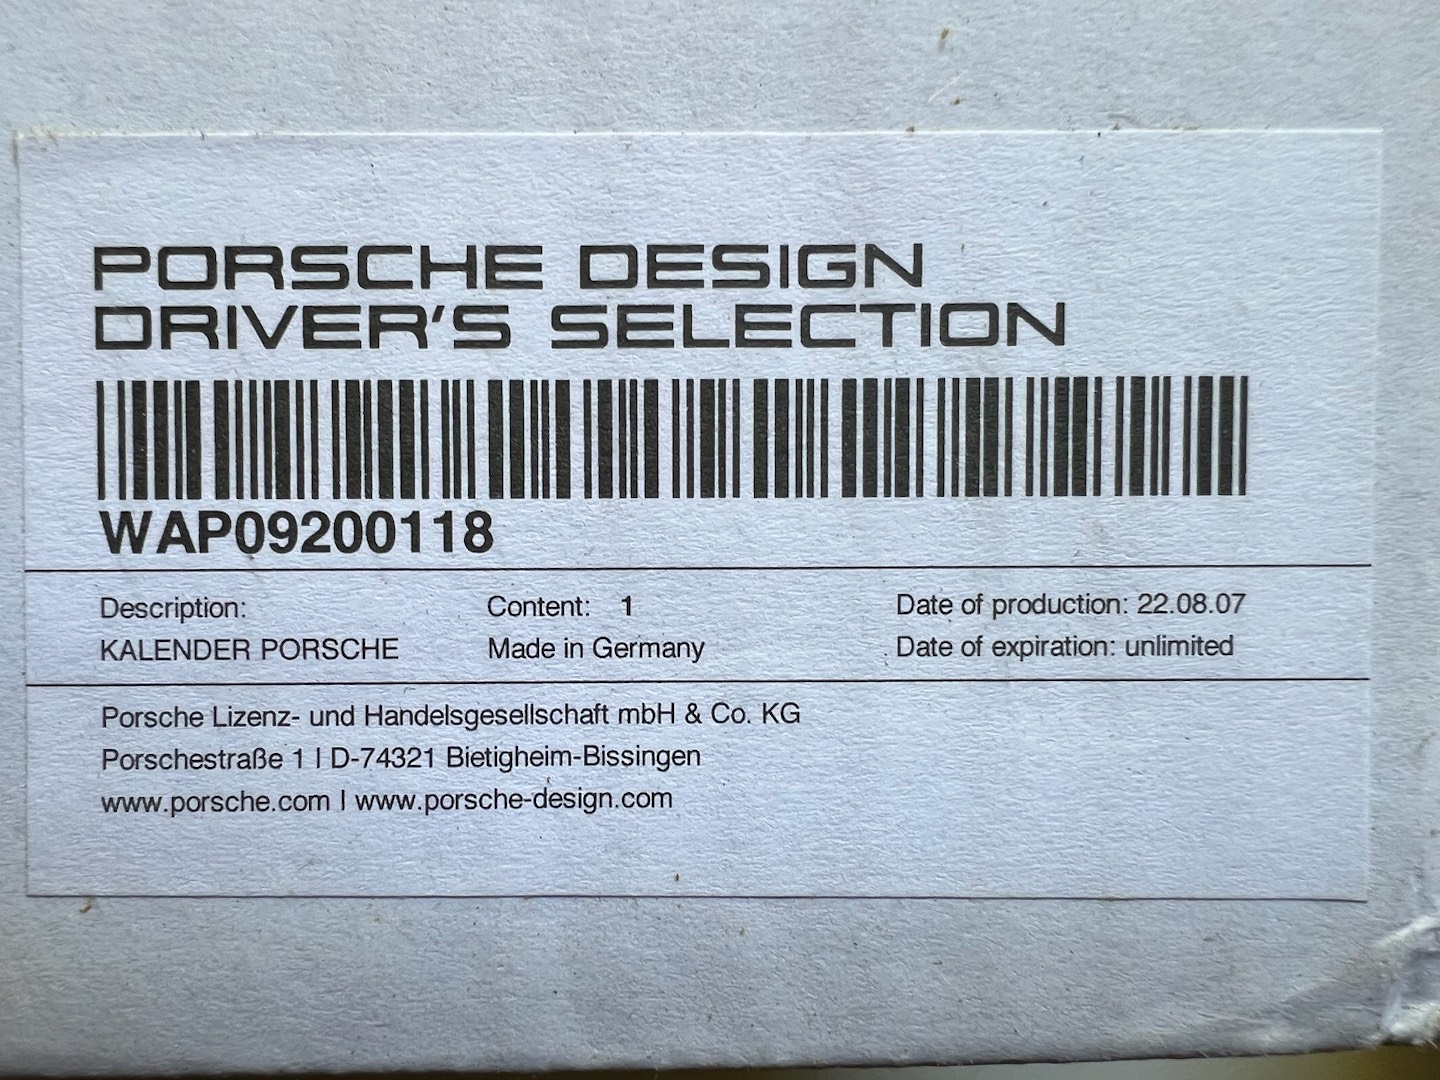 PORSCHE DESIGN
DRIVER'S SELECTION
WAP09200118
Description: Content: 1 Date of production: 22.08.07
KALENDER PORSCHE Made in Germany Date of expiration: unlimited
Porsche Lizenz- und Handelsgesellschaft mbH & Co. KG
Porschestraße 1 | D-74321 Bietigheim-Bissingen
www.porsche.com | www.porsche-design.com